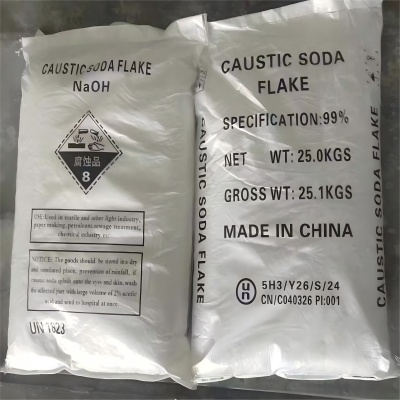 CAUSTIC SODA FLAKE
NaOH
腐蚀品
8
USE: Used in textile and other light industry,
paper making, petroleum, sewage treatment,
chemical industry, etc
NOTICE: The goods should be stored in a dry
and ventilated place, prevention of rainfall, if
caustic soda splash onto the eyes and skin, wash
the affected part with large volume of 2% acetic
acid and send to hospital at once.
UN 1823
CAUSTIC SODA FLAKE
CAUSTIC SODA
FLAKE
SPECIFICATION:99%
NET WT: 25.0KGS
GROSS WT: 25.1KGS
MADE IN CHINA
un
5H3/Y26/S/24
CN/C040326 PI:001
CAUSTIC SODA FLAKE